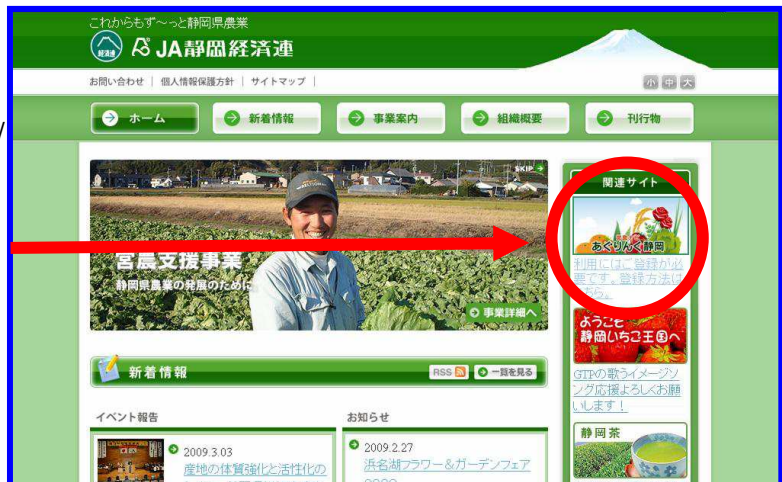 これからもず～っと静岡県農業
経済連 JA静岡経済連
お問い合わせ | 個人情報保護方針 | サイトマップ |
小 中 大
/
ホーム 新着情報 事業案内 組織概要 刊行物
SKIP
営農支援事業
静岡県農業の発展のために
事業詳細へ
関連サイト
あぐりんぐ静岡
利用にはご登録が必
要です。登録方法は
こちら。
ようこそ
静岡いちご王国へ
GTPの歌うイメージソ
ング応援よろしくお願
いします！
静岡茶
新着情報
RSS 一覧を見る
イベント報告
2009.3.03
産地の体質強化と活性化の
お知らせ
2009.2.27
浜名湖フラワー＆ガーデンフェア